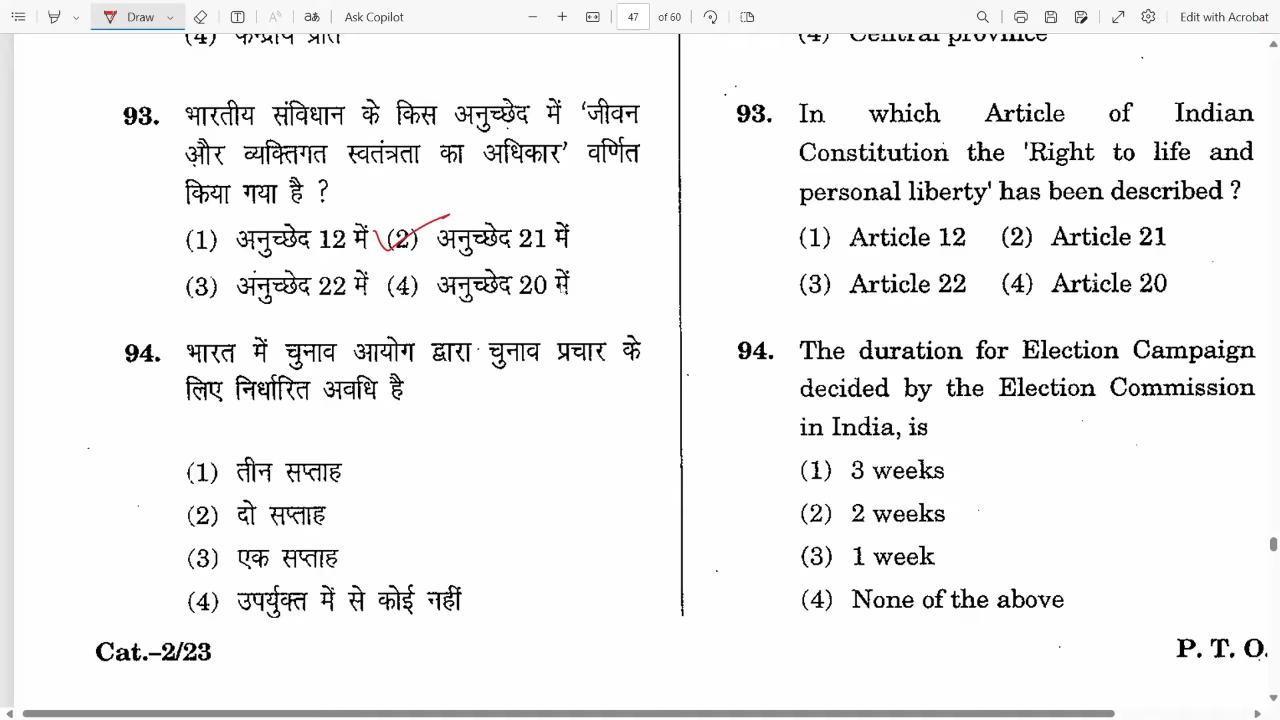 Draw
Ask Copilot
47 of 60
Edit with Acrobat
(4) केन्द्रीय प्रांत
93. भारतीय संविधान के किस अनुच्छेद में 'जीवन
और व्यक्तिगत स्वतंत्रता का अधिकार' वर्णित
किया गया है ?
(1) अनुच्छेद 12 में (2) अनुच्छेद 21 में
(3) अनुच्छेद 22 में (4) अनुच्छेद 20 में
94. भारत में चुनाव आयोग द्वारा चुनाव प्रचार के
लिए निर्धारित अवधि है
(1) तीन सप्ताह
(2) दो सप्ताह
(3) एक सप्ताह
(4) उपर्युक्त में से कोई नहीं
Cat.-2/23
(4) Central province
93. In which Article of Indian
Constitution the 'Right to life and
personal liberty' has been described ?
(1) Article 12 (2) Article 21
(3) Article 22 (4) Article 20
94. The duration for Election Campaign
decided by the Election Commission
in India, is
(1) 3 weeks
(2) 2 weeks
(3) 1 week
(4) None of the above
P. T. O.